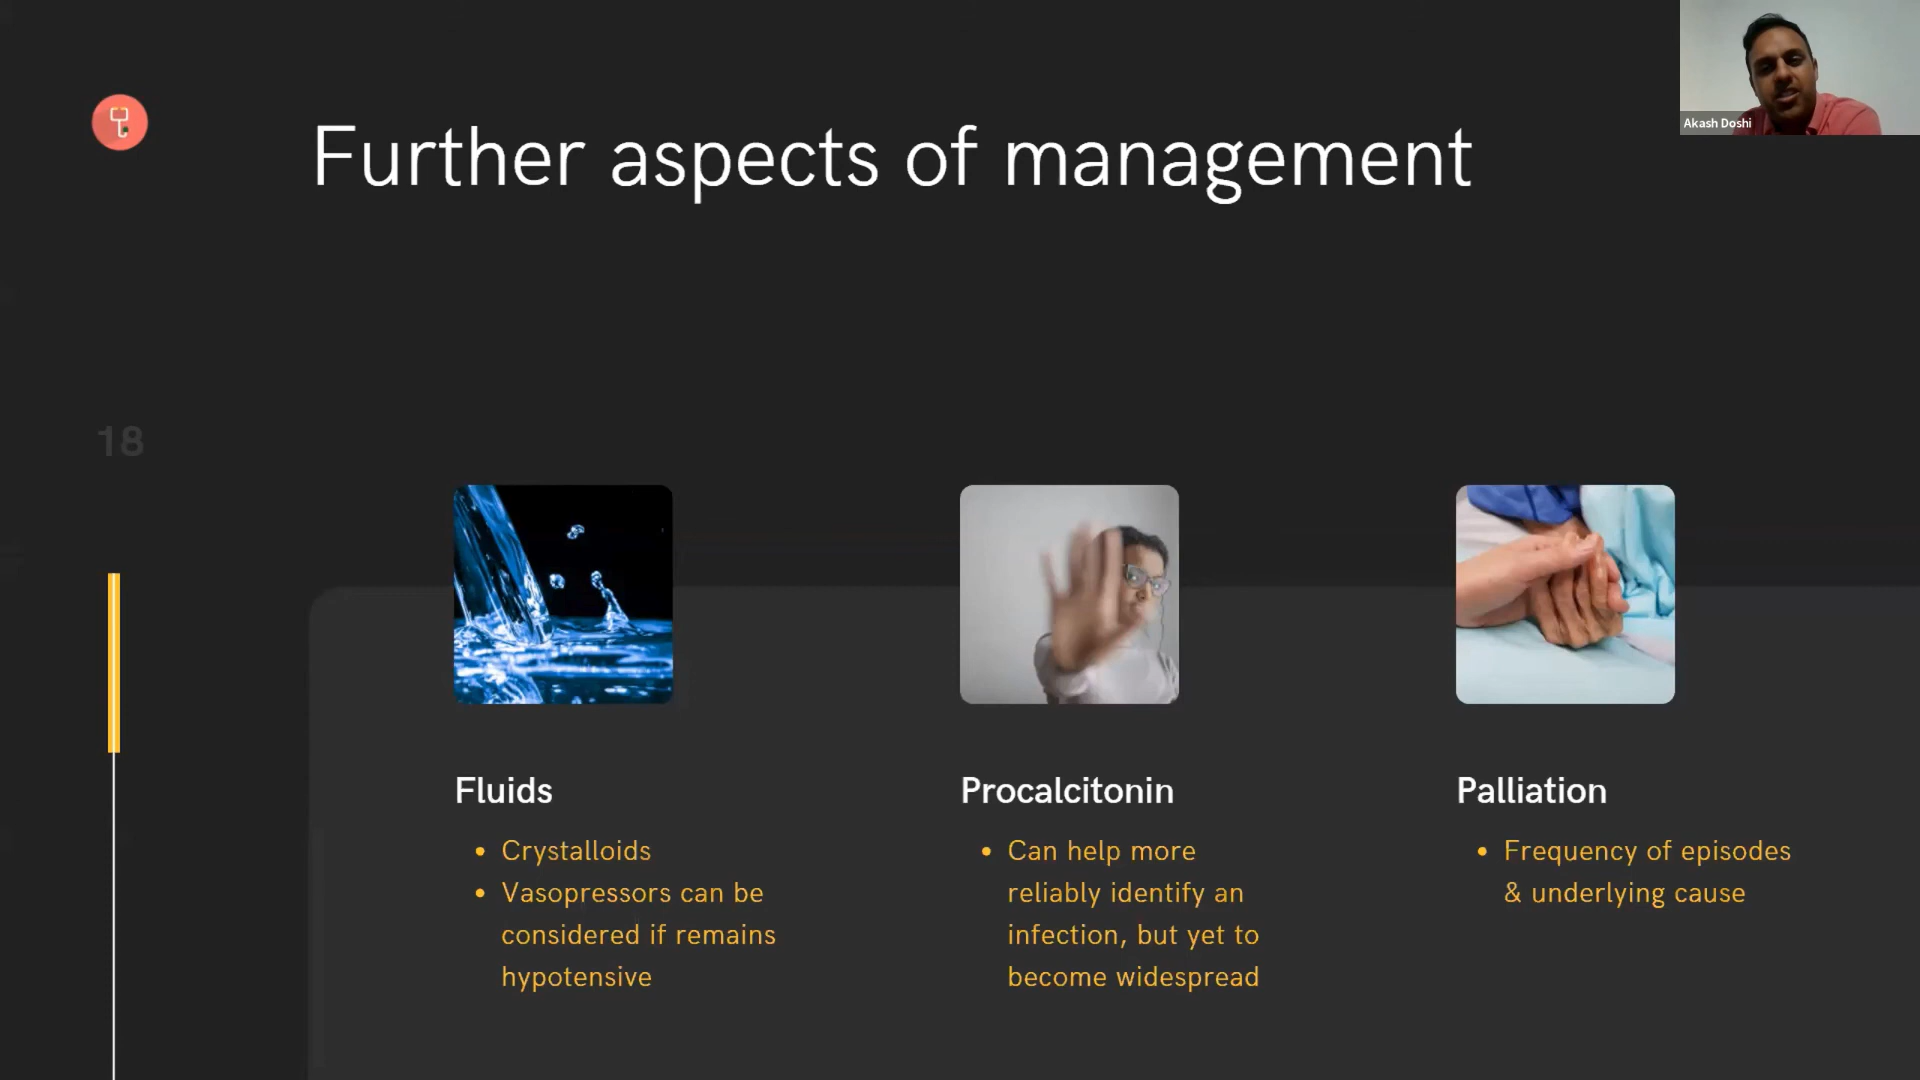 Akash Doshi
Further aspects of management
18
Fluids
• Crystalloids
• Vasopressors can be
considered if remains
hypotensive
Procalcitonin
• Can help more
reliably identify an
infection, but yet to
become widespread
Palliation
• Frequency of episodes
& underlying cause